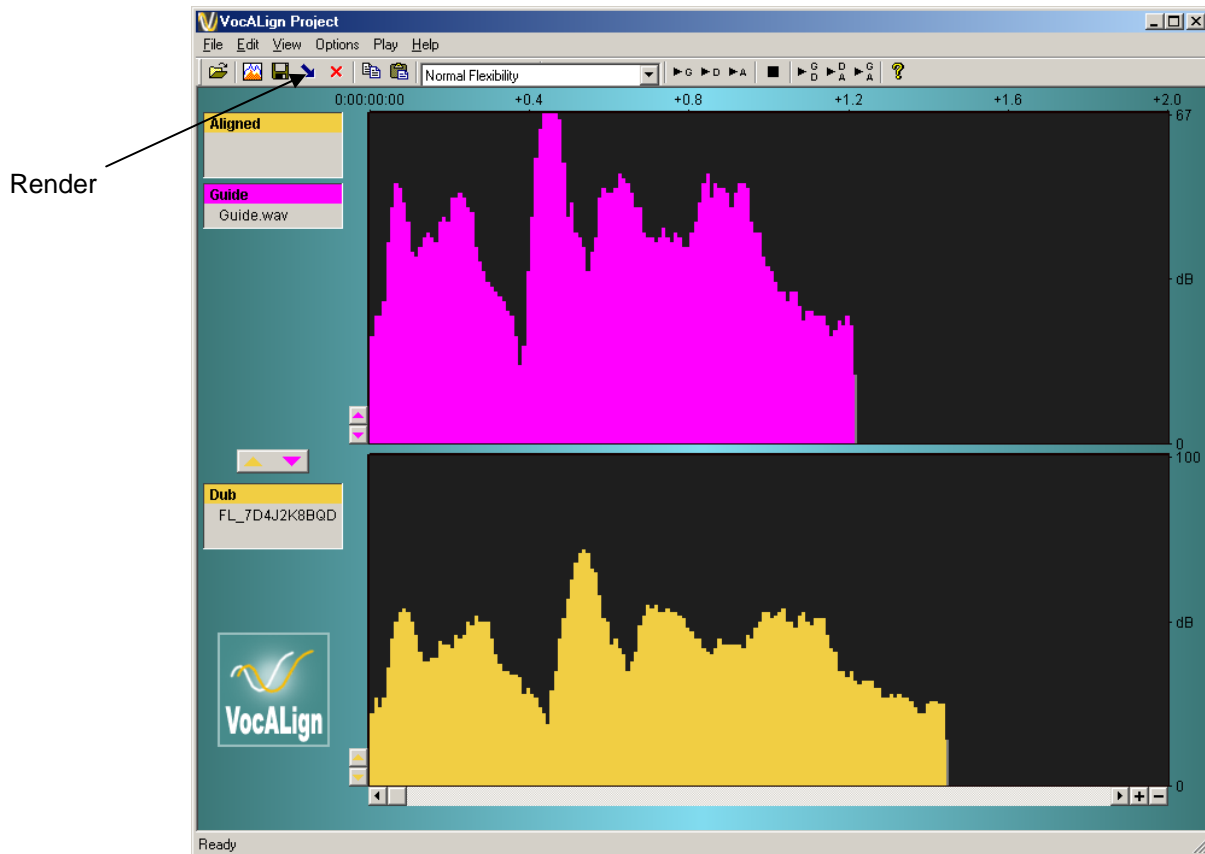 VocALign Project
File Edit View Options Play Help
Normal Flexibility
G D A G D D A G A
0:00:00:00 +0.4 +0.8 +1.2 +1.6 +2.0
Aligned
67
Render
Guide
Guide.wav
dB
0
100
Dub
FL_7D4J2K8BQD
dB
VocALign
0
Ready